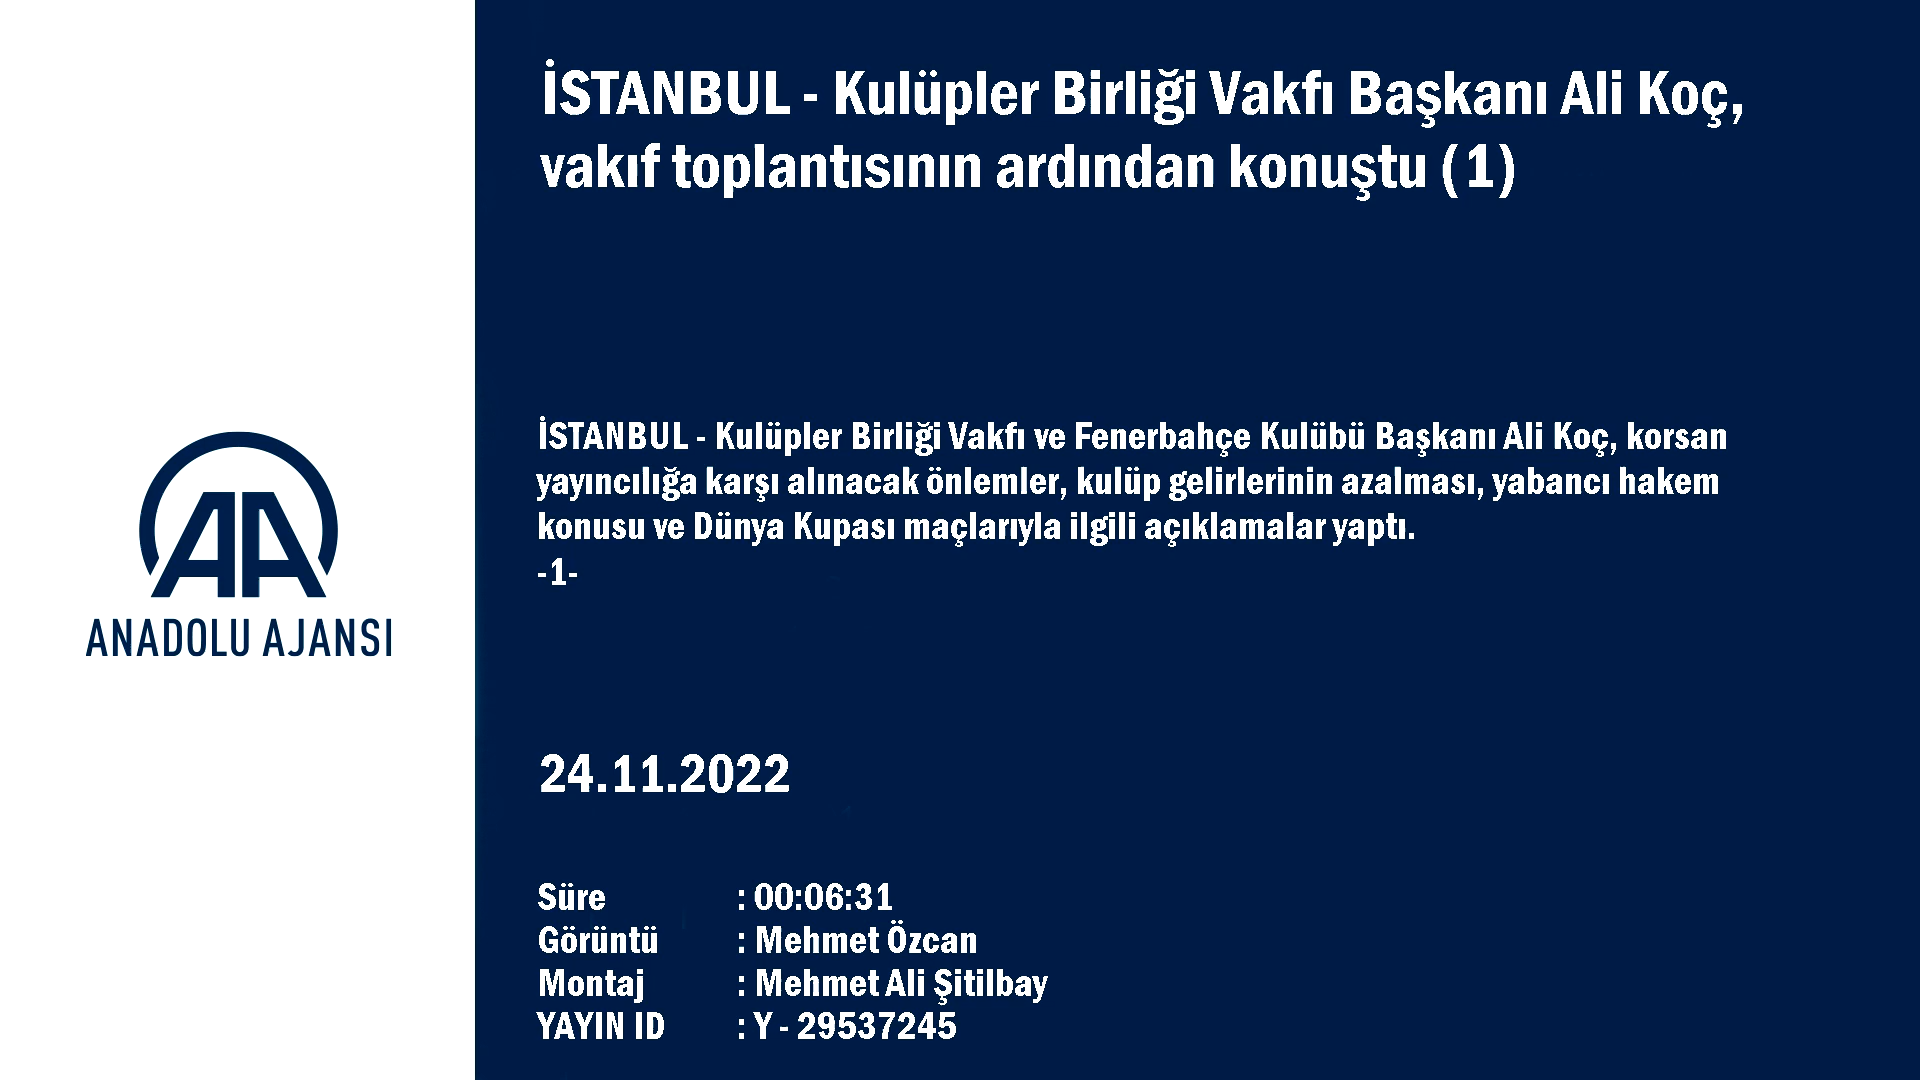 İSTANBUL - Kulüpler Birliği Vakfı Başkanı Ali Koç,
vakıf toplantısının ardından konuştu (1)
İSTANBUL - Kulüpler Birliği Vakfı ve Fenerbahçe Kulübü Başkanı Ali Koç, korsan
yayıncılığa karşı alınacak önlemler, kulüp gelirlerinin azalması, yabancı hakem
konusu ve Dünya Kupası maçlarıyla ilgili açıklamalar yaptı.
-1-
AA
ANADOLU AJANSI
24.11.2022
Süre : 00:06:31
Görüntü : Mehmet Özcan
Montaj : Mehmet Ali Şitilbay
YAYIN ID : Y - 29537245